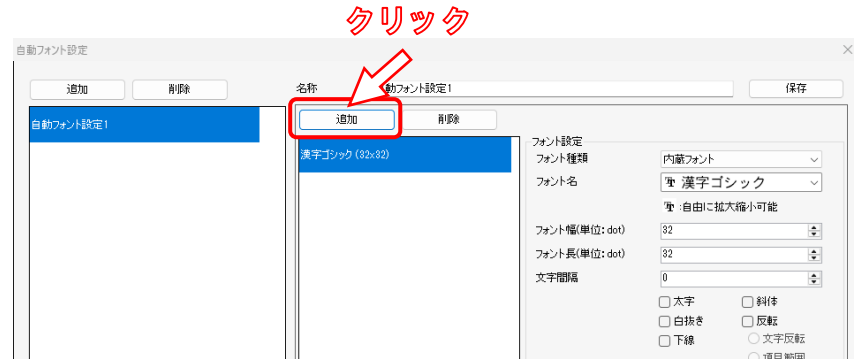 クリック
自動フォント設定
追加 削除 名称 動フォント設定1 保存
追加 削除
自動フォント設定1
漢字ゴシック (32x32)
フォント設定
フォント種類 内蔵フォント
フォント名 漢字ゴシック
:自由に拡大縮小可能
フォント幅(単位: dot) 32
フォント長(単位: dot) 32
文字間隔 0
太字 斜体
白抜き 反転
下線 文字反転
項目範囲